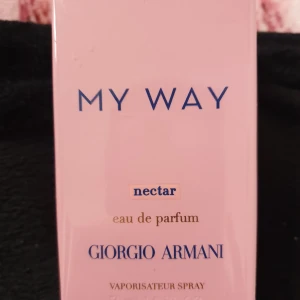 MY WAY
nectar
eau de parfum
GIORGIO ARMANI
VAPORISATEUR SPRAY